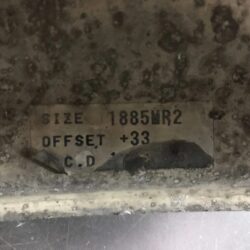 SIZE 1885WR2
OFFSET +33
C.D